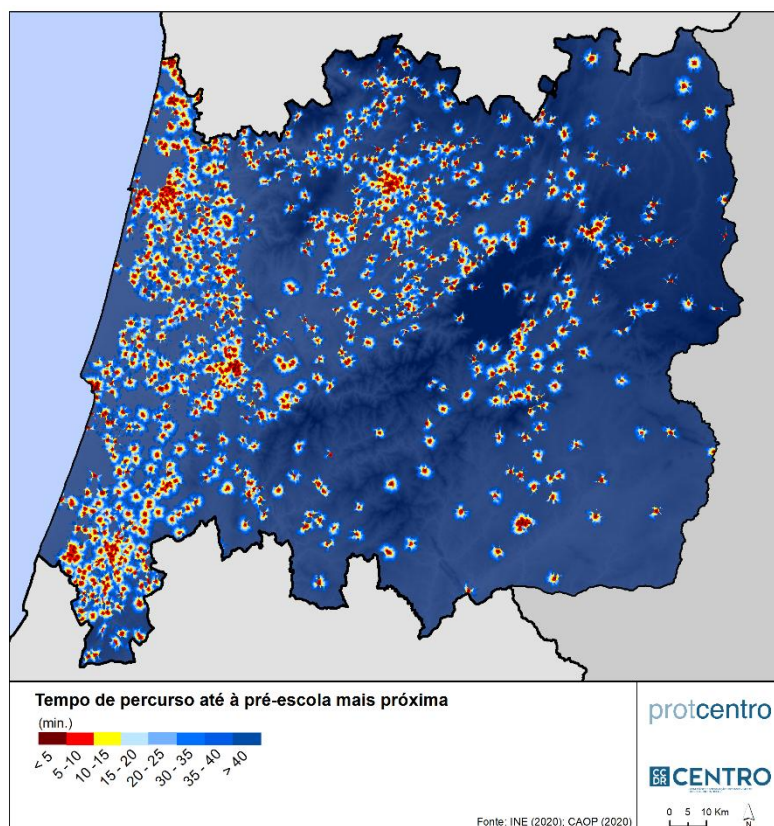 Tempo de percurso até à pré-escola mais próxima
(min.)
< 5
5 -10
10 -15
15 - 20
20 - 25
30 - 35
35 - 40
> 40
protcentro
CCDR CENTRO
0 5 10 Km
N
Fonte: INE (2020); CAOP (2020)